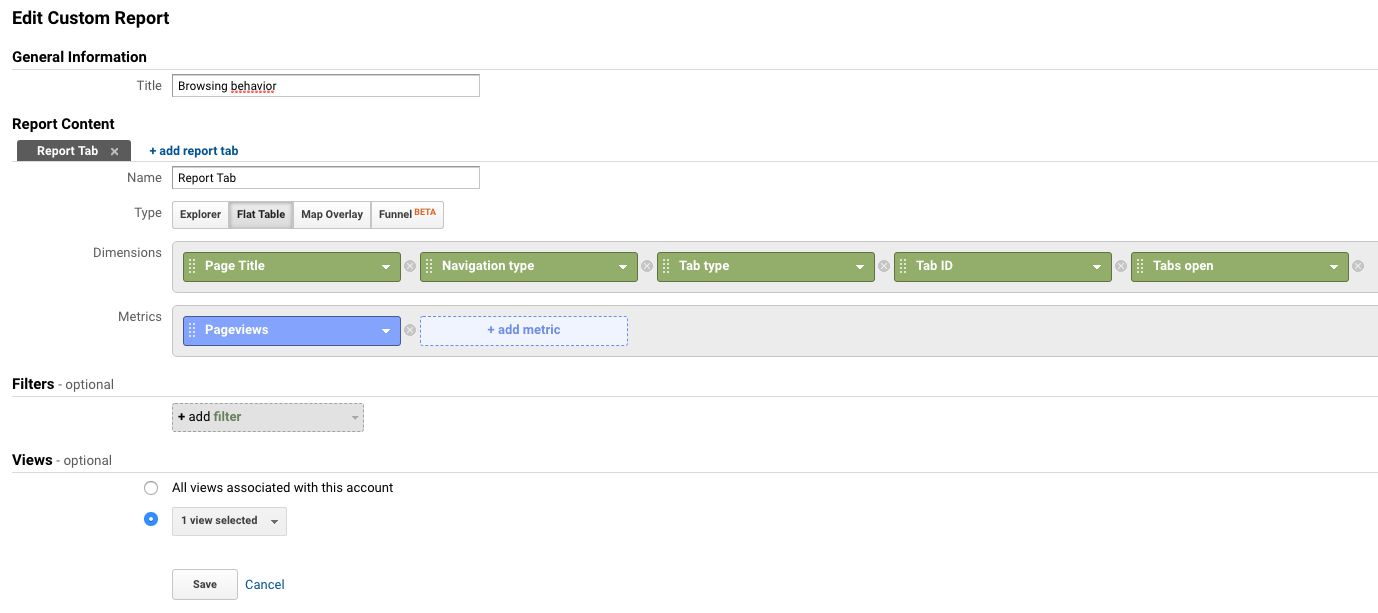 Edit Custom Report
General Information
Title Browsing behavior
Report Content
Report Tab + add report tab
Name Report Tab
Type Explorer Flat Table Map Overlay Funnel BETA
Dimensions Page Title Navigation type Tab type Tab ID Tabs open
Metrics Pageviews + add metric
Filters - optional
+ add filter
Views - optional
All views associated with this account
1 view selected
Save Cancel